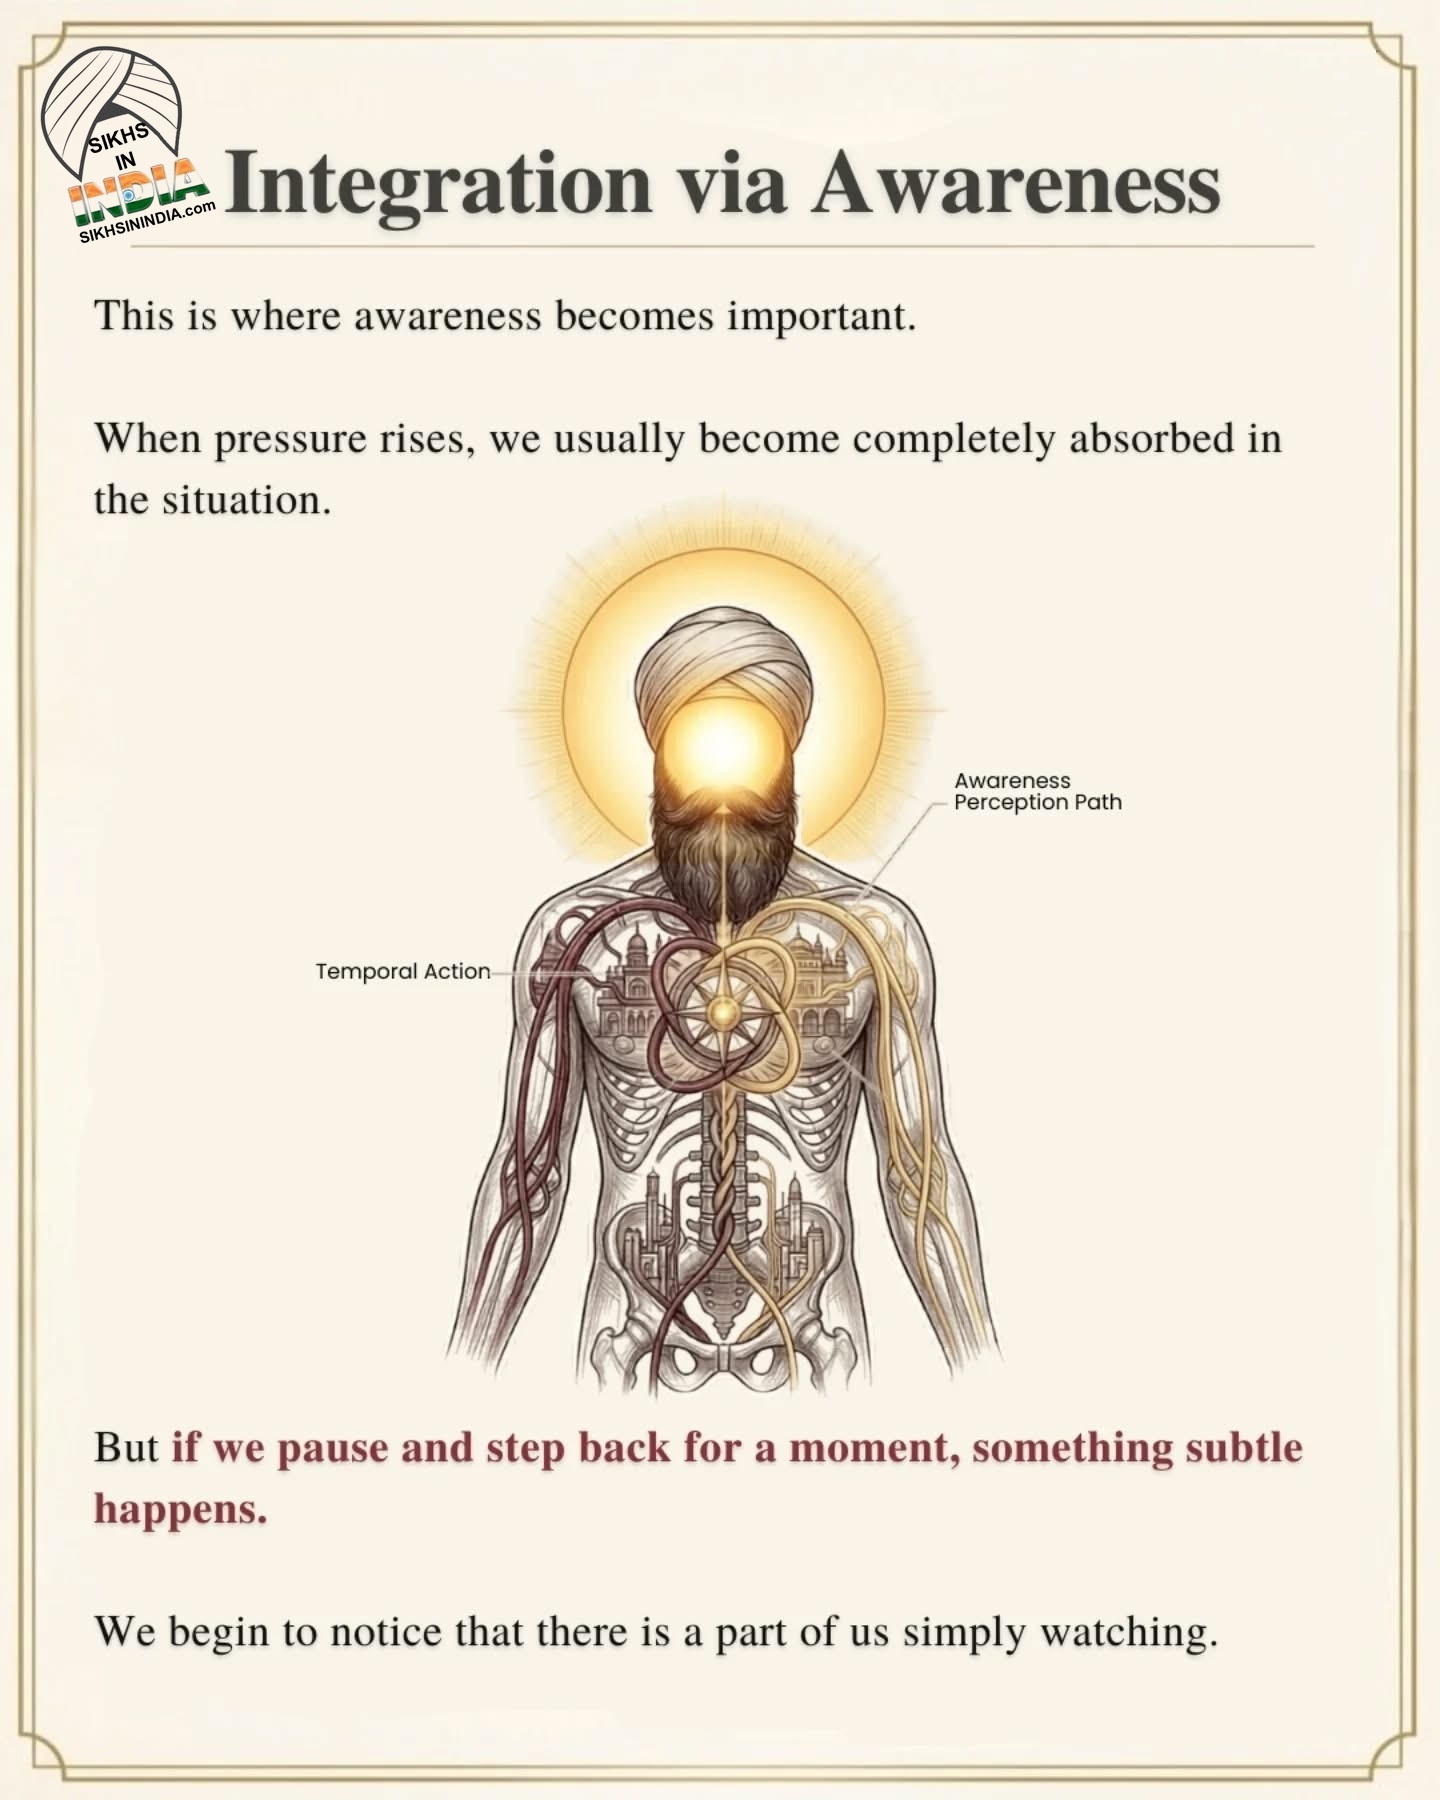 SIKHS
IN
INDIA
SIKHSININDIA.com
Integration via Awareness
This is where awareness becomes important.
When pressure rises, we usually become completely absorbed in
the situation.
Awareness
Perception Path
Temporal Action
But if we pause and step back for a moment, something subtle
happens.
We begin to notice that there is a part of us simply watching.